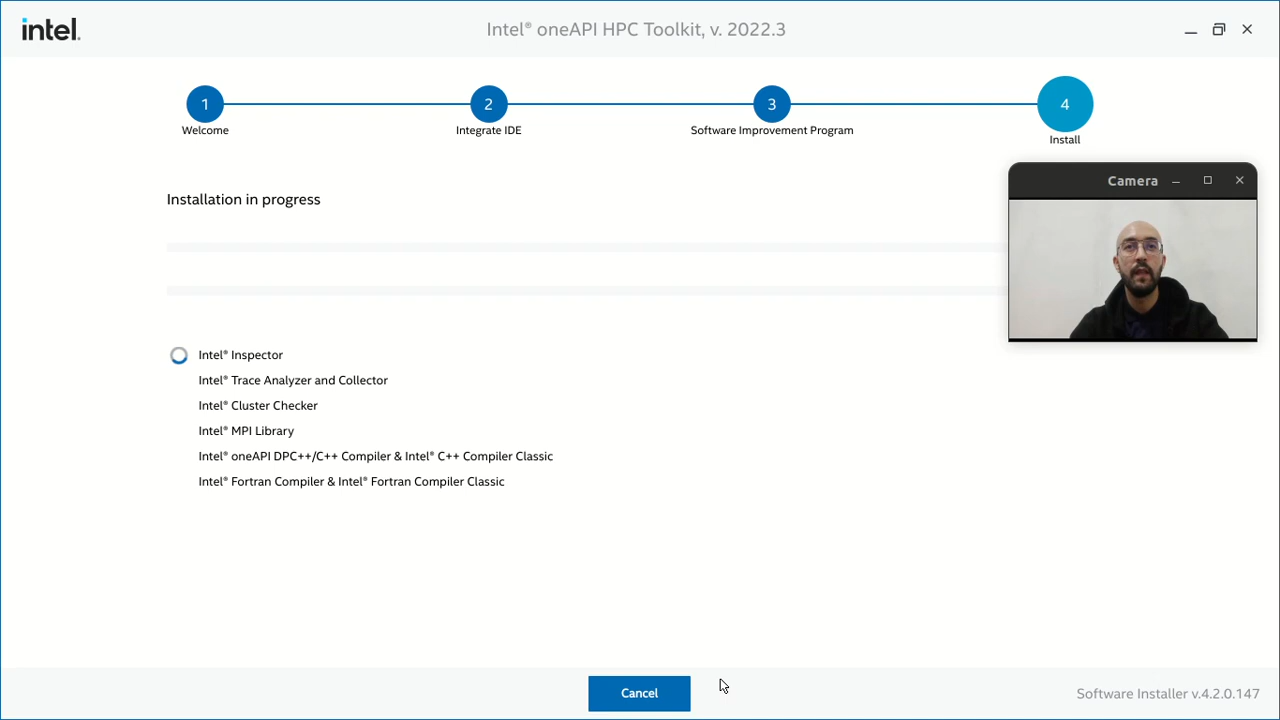 intel.
Intel® oneAPI HPC Toolkit, v. 2022.3
1
2
3
4
Welcome
Integrate IDE
Software Improvement Program
Install
Camera
Installation in progress
Intel® Inspector
Intel® Trace Analyzer and Collector
Intel® Cluster Checker
Intel® MPI Library
Intel® oneAPI DPC++/C++ Compiler & Intel® C++ Compiler Classic
Intel® Fortran Compiler & Intel® Fortran Compiler Classic
Cancel
Software Installer v.4.2.0.147